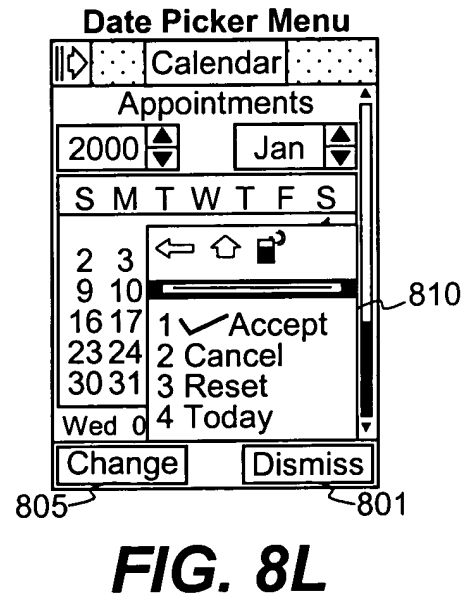 Date Picker Menu
Calendar
Appointments
2000 Jan
S M T W T F S
2 3
9 10
16 17
23 24
30 31
1 Accept
2 Cancel
3 Reset
4 Today
810
Wed 0
Change Dismiss
805 801
FIG. 8L